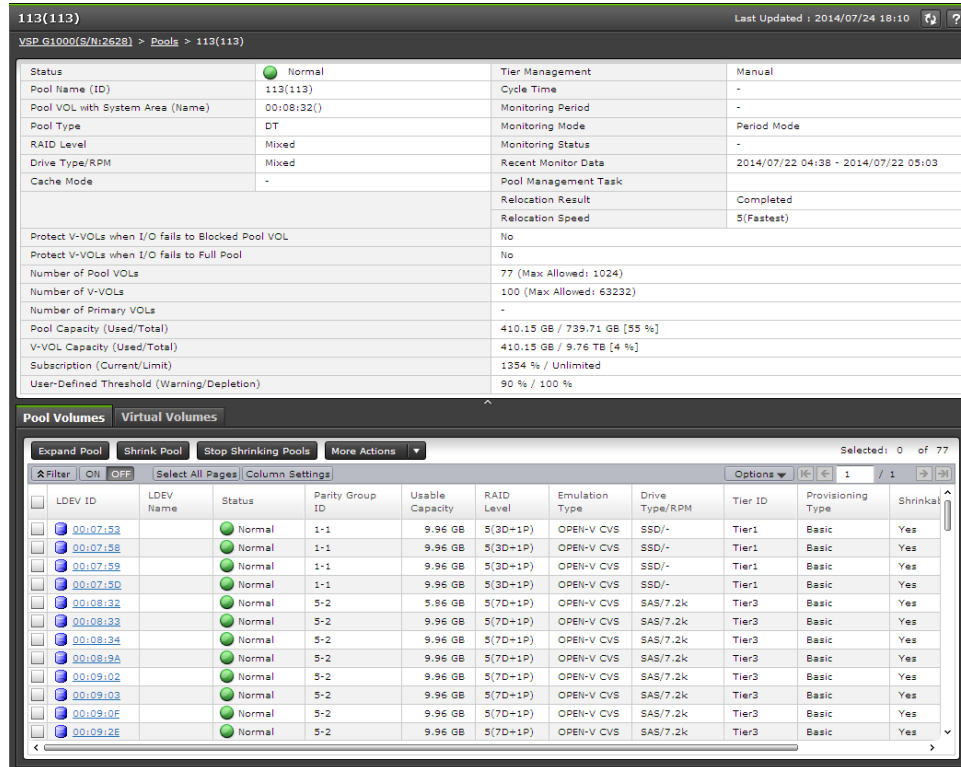 113(113) Last Updated : 2014/07/24 18:10 ?
VSP G1000(S/N:2628) > Pools > 113(113)
Status Normal Tier Management Manual
Pool Name (ID) 113(113) Cycle Time -
Pool VOL with System Area (Name) 00:08:32() Monitoring Period -
Pool Type DT Monitoring Mode Period Mode
RAID Level Mixed Monitoring Status -
Drive Type/RPM Mixed Recent Monitor Data 2014/07/22 04:38 - 2014/07/22 05:03
Cache Mode - Pool Management Task
Relocation Result Completed
Relocation Speed 5(Fastest)
Protect V-VOLs when I/O fails to Blocked Pool VOL No
Protect V-VOLs when I/O fails to Full Pool No
Number of Pool VOLs 77 (Max Allowed: 1024)
Number of V-VOLs 100 (Max Allowed: 63232)
Number of Primary VOLs -
Pool Capacity (Used/Total) 410.15 GB / 739.71 GB [55 %]
V-VOL Capacity (Used/Total) 410.15 GB / 9.76 TB [4 %]
Subscription (Current/Limit) 1354 % / Unlimited
User-Defined Threshold (Warning/Depletion) 90 % / 100 %
Pool Volumes Virtual Volumes
Expand Pool Shrink Pool Stop Shrinking Pools More Actions Selected: 0 of 77
Filter ON OFF Select All Pages Column Settings Options 1 / 1
LDEV ID LDEV Name Status Parity Group ID Usable Capacity RAID Level Emulation Type Drive Type/RPM Tier ID Provisioning Type Shrinkab
00:07:53 Normal 1-1 9.96 GB 5(3D+1P) OPEN-V CVS SSD/- Tier1 Basic Yes
00:07:58 Normal 1-1 9.96 GB 5(3D+1P) OPEN-V CVS SSD/- Tier1 Basic Yes
00:07:59 Normal 1-1 9.96 GB 5(3D+1P) OPEN-V CVS SSD/- Tier1 Basic Yes
00:07:5D Normal 1-1 9.96 GB 5(3D+1P) OPEN-V CVS SSD/- Tier1 Basic Yes
00:08:32 Normal 5-2 5.96 GB 5(7D+1P) OPEN-V CVS SAS/7.2k Tier3 Basic Yes
00:08:33 Normal 5-2 9.96 GB 5(7D+1P) OPEN-V CVS SAS/7.2k Tier3 Basic Yes
00:08:34 Normal 5-2 9.96 GB 5(7D+1P) OPEN-V CVS SAS/7.2k Tier3 Basic Yes
00:08:9A Normal 5-2 9.96 GB 5(7D+1P) OPEN-V CVS SAS/7.2k Tier3 Basic Yes
00:09:02 Normal 5-2 9.96 GB 5(7D+1P) OPEN-V CVS SAS/7.2k Tier3 Basic Yes
00:09:03 Normal 5-2 9.96 GB 5(7D+1P) OPEN-V CVS SAS/7.2k Tier3 Basic Yes
00:09:0F Normal 5-2 9.96 GB 5(7D+1P) OPEN-V CVS SAS/7.2k Tier3 Basic Yes
00:09:2E Normal 5-2 9.96 GB 5(7D+1P) OPEN-V CVS SAS/7.2k Tier3 Basic Yes